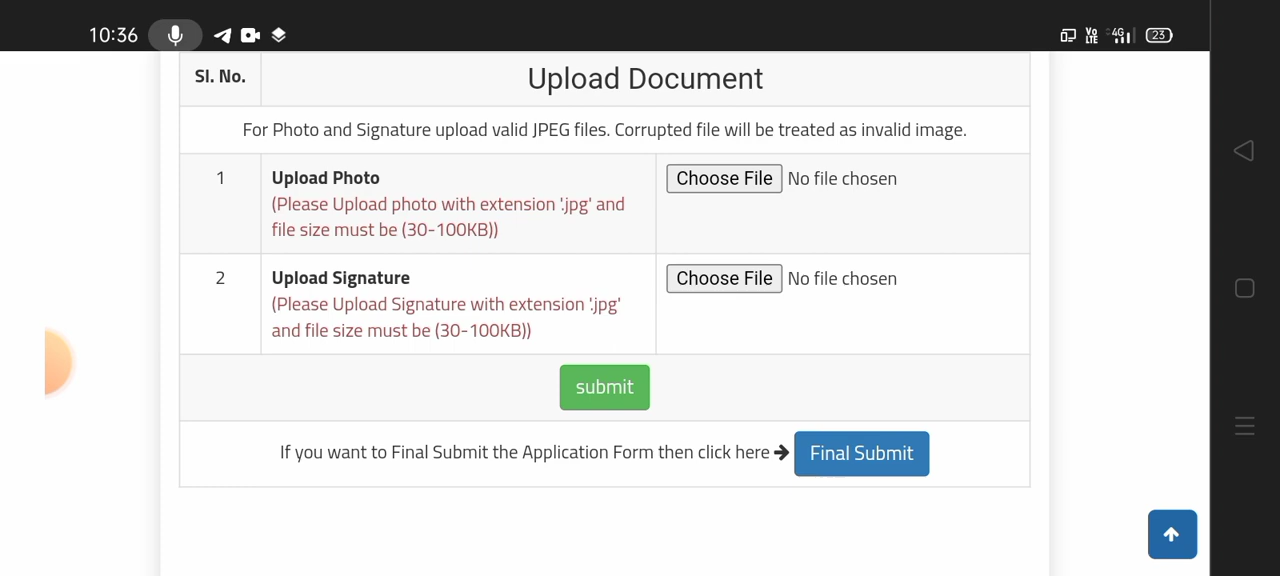 10:36
Vo LTE 4G 23
Sl. No.
Upload Document
For Photo and Signature upload valid JPEG files. Corrupted file will be treated as invalid image.
1
Upload Photo
(Please Upload photo with extension '.jpg' and
file size must be (30-100KB))
Choose File No file chosen
2
Upload Signature
(Please Upload Signature with extension '.jpg'
and file size must be (30-100KB))
Choose File No file chosen
submit
If you want to Final Submit the Application Form then click here Final Submit